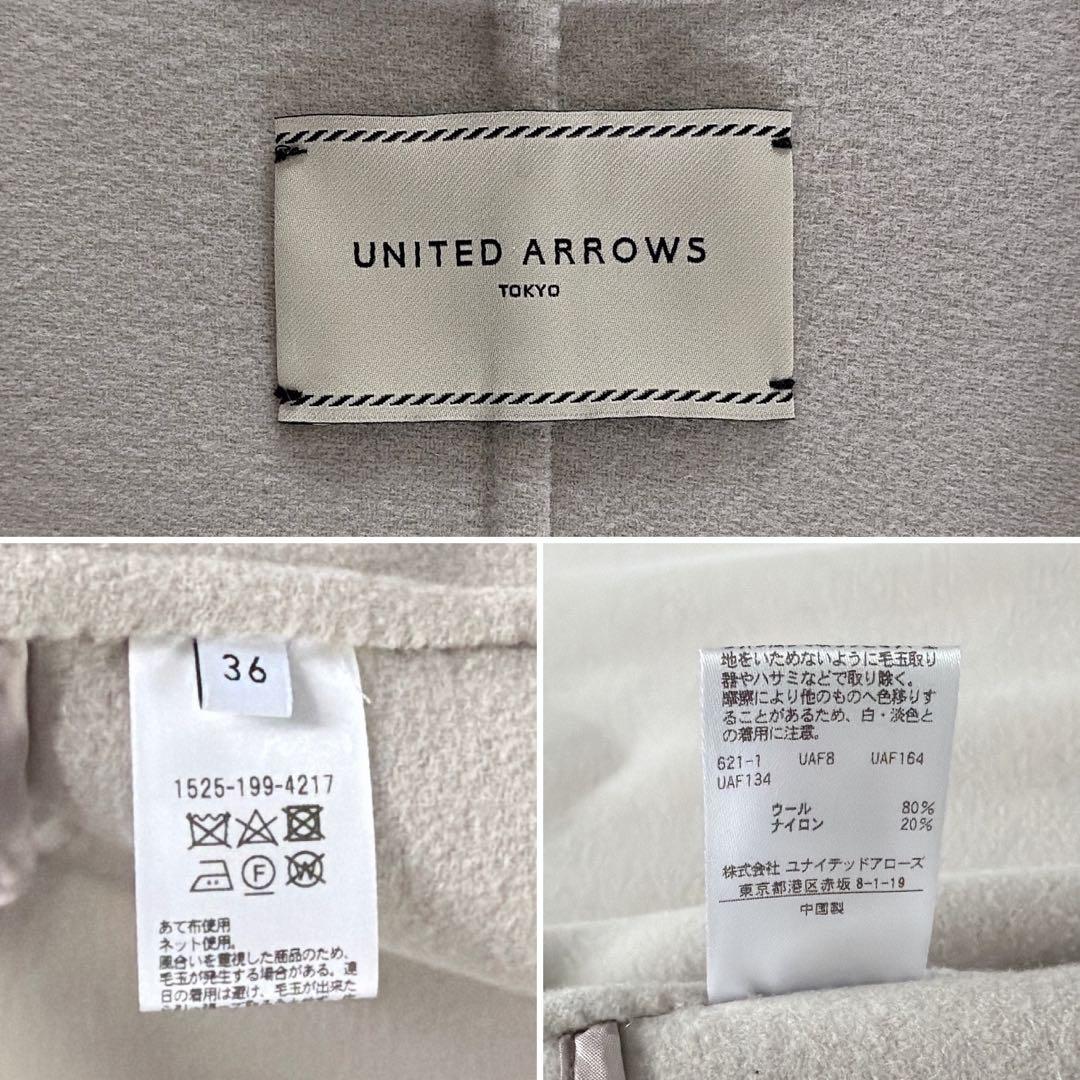 UNITED ARROWS
TOKYO
36
1525-199-4217
F
W
あて布使用
ネット使用。
風合いを重視した商品のため、
毛玉が発生する場合がある。連
日の着用は避け、毛玉が出来た
地をいためないように毛玉取り
器やハサミなどで取り除く。
摩擦により他のものへ色移りす
ることがあるため、白・淡色と
の着用に注意。
621-1 UAF8 UAF164
UAF134
ウール 80%
ナイロン 20%
株式会社 ユナイテッドアローズ
東京都港区赤坂 8-1-19
中国製